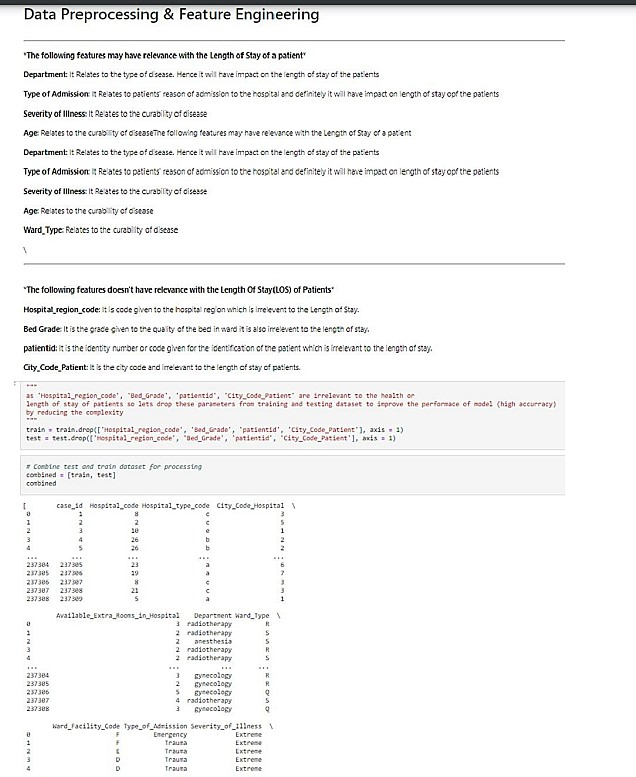 Data Preprocessing & Feature Engineering
*The following features may have relevance with the Length of Stay of a patient*
Department: It Relates to the type of disease. Hence it will have impact on the length of stay of the patients
Type of Admission: It Relates to patients' reason of admission to the hospital and definitely it will have impact on length of stay opf the patients
Severity of Illness: It Relates to the curability of disease
Age: Relates to the curability of diseaseThe following features may have relevance with the Length of Stay of a patient
Department: It Relates to the type of disease. Hence it will have impact on the length of stay of the patients
Type of Admission: It Relates to patients' reason of admission to the hospital and definitely it will have impact on length of stay opf the patients
Severity of Illness: It Relates to the curability of disease
Age: Relates to the curability of disease
Ward_Type: Relates to the curability of disease
\
*The following features doesn't have relevance with the Length Of Stay(LOS) of Patients*
Hospital_region_code: It is code given to the hospital region which is irrelevent to the Length of Stay.
Bed Grade: It is the grade given to the quality of the bed in ward it is also irrelevent to the length of stay.
patientid: It is the identity number or code given for the identification of the patient which is irrelevant to the length of stay.
City_Code_Patient: It is the city code and irrelevant to the length of stay of patients.
"""
as 'Hospital_region_code', 'Bed_Grade', 'patientid', 'City_Code_Patient' are irrelevant to the health or
length of stay of patients so lets drop these parameters from training and testing dataset to improve the performace of model (high accurracy)
by reducing the complexity
"""
train = train.drop(['Hospital_region_code', 'Bed_Grade', 'patientid', 'City_Code_Patient'], axis = 1)
test = test.drop(['Hospital_region_code', 'Bed_Grade', 'patientid', 'City_Code_Patient'], axis = 1)
# Combine test and train dataset for processing
combined = [train, test]
combined
[ case_id Hospital_code Hospital_type_code City_Code_Hospital \
0 1 8 c 3
1 2 2 c 5
2 3 10 e 1
3 4 26 b 2
4 5 26 b 2
... ... ... ... ...
237304 237305 23 a 6
237305 237306 19 a 7
237306 237307 8 c 3
237307 237308 21 c 3
237308 237309 5 a 1
Available_Extra_Rooms_in_Hospital Department Ward_Type \
0 3 radiotherapy R
1 2 radiotherapy S
2 2 anesthesia S
3 2 radiotherapy R
4 2 radiotherapy S
... ... ... ...
237304 3 gynecology R
237305 2 gynecology R
237306 5 gynecology Q
237307 4 radiotherapy S
237308 3 gynecology Q
Ward_Facility_Code Type_of_Admission Severity_of_Illness \
0 F Emergency Extreme
1 F Trauma Extreme
2 E Trauma Extreme
3 D Trauma Extreme
4 D Trauma Extreme